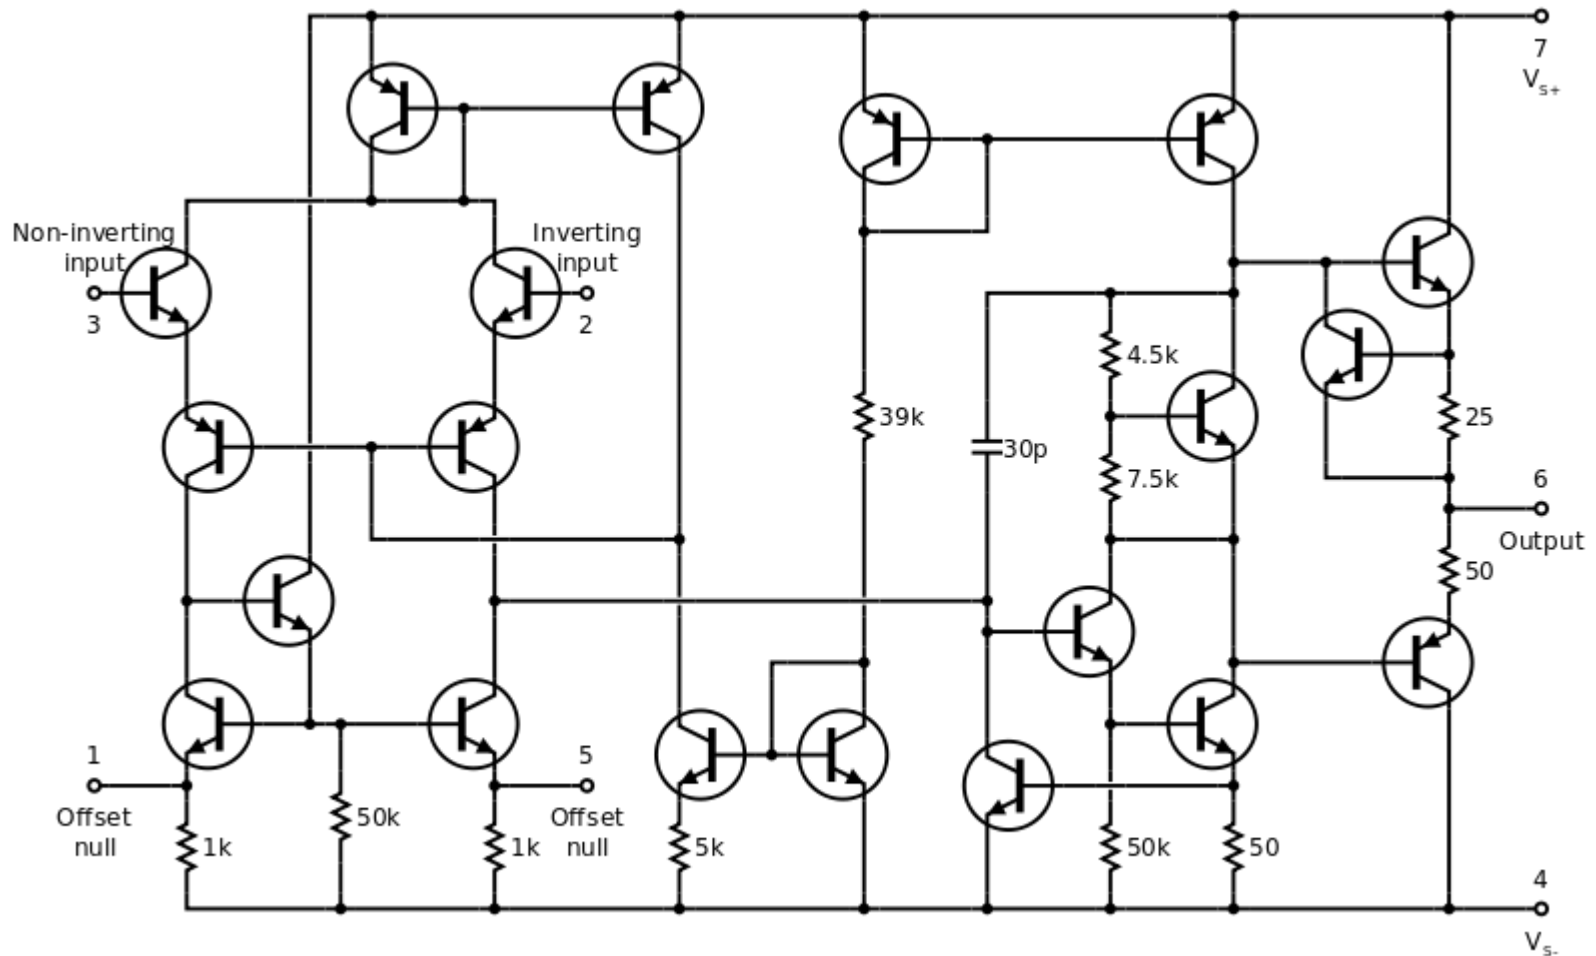 7
Vs+
Non-inverting
input
3
Inverting
input
2
4.5k
39k
30p
7.5k
25
6
Output
50
1
Offset
null
5
Offset
null
1k
50k
1k
5k
50k
50
4
Vs-